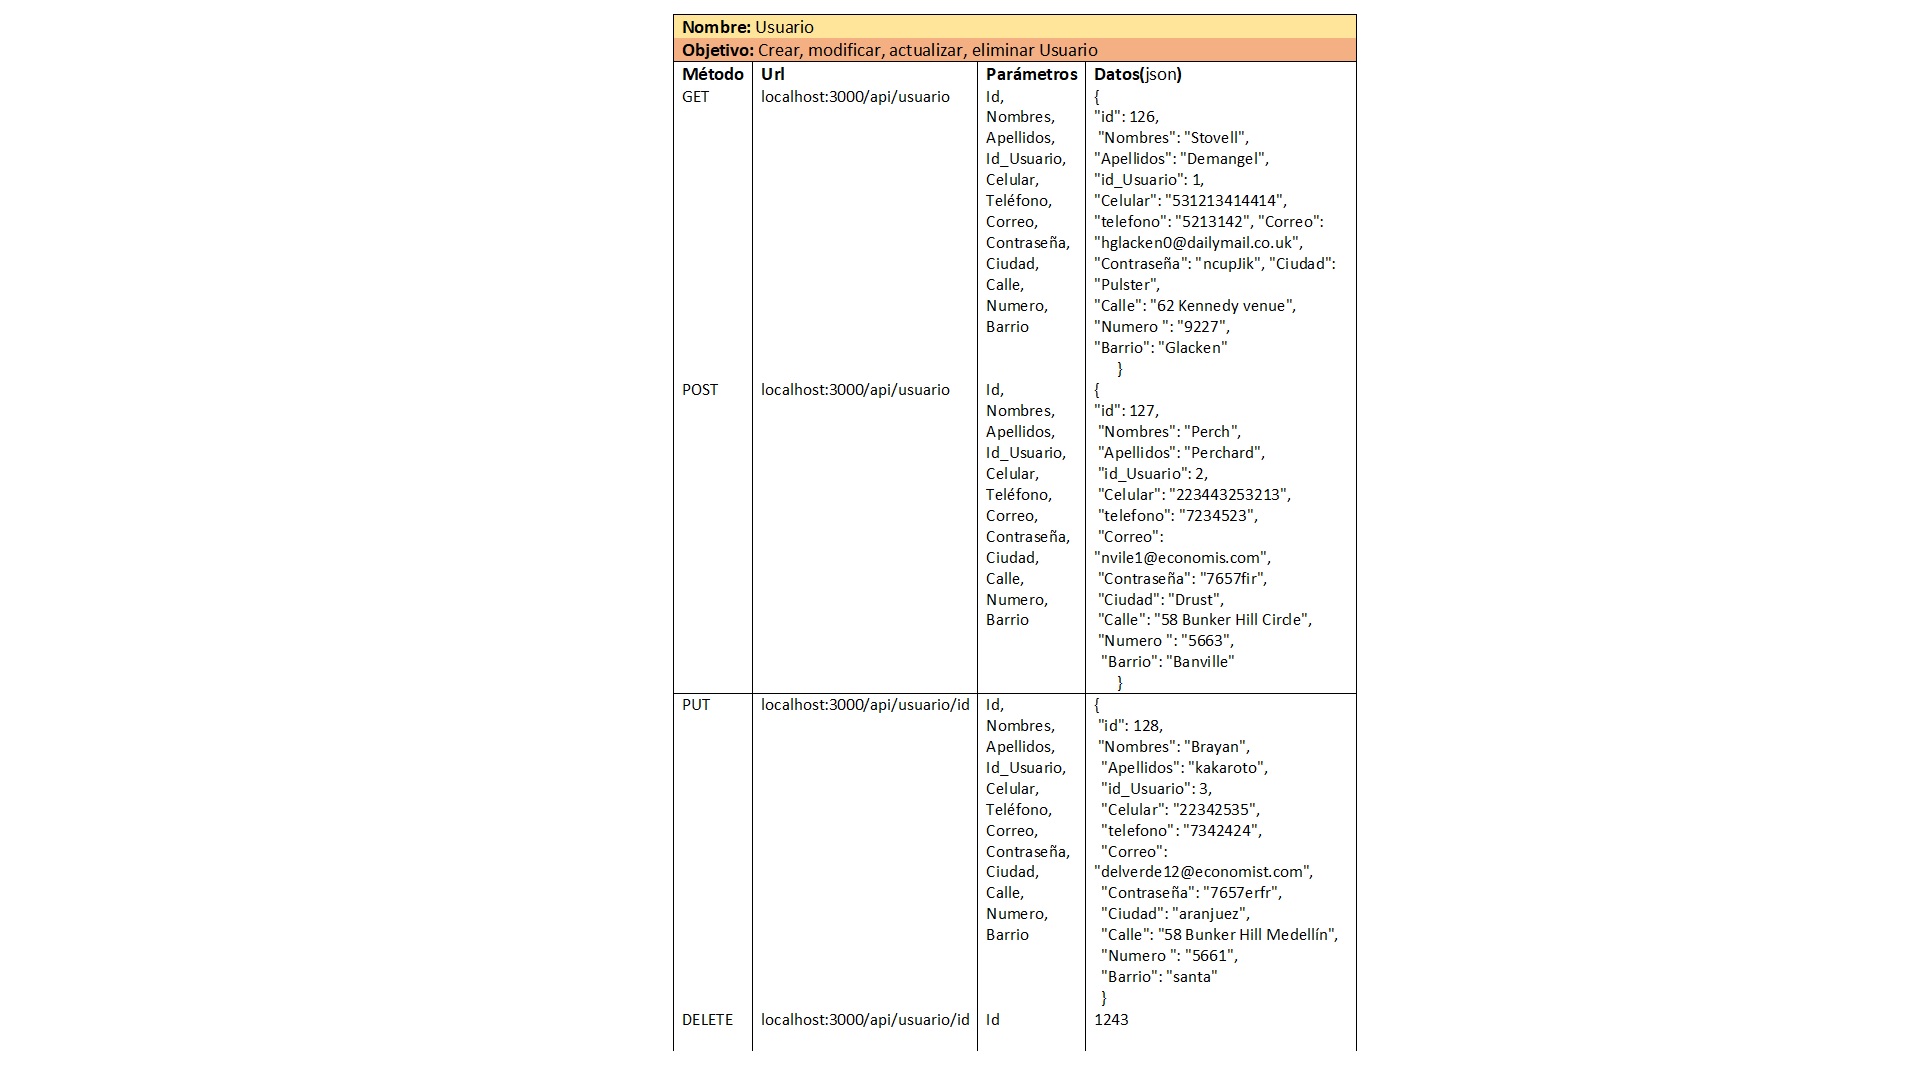 Nombre: Usuario
Objetivo: Crear, modificar, actualizar, eliminar Usuario
Método Url Parámetros Datos(json)
GET localhost:3000/api/usuario Id, {
Nombres, "id": 126,
Apellidos, "Nombres": "Stovell",
Id_Usuario, "Apellidos": "Demangel",
Celular, "id_Usuario": 1,
Teléfono, "Celular": "531213414414",
Correo, "telefono": "5213142", "Correo":
Contraseña, "hglacken0@dailymail.co.uk",
Ciudad, "Contraseña": "ncupJik", "Ciudad":
Calle, "Pulster",
Numero, "Calle": "62 Kennedy venue",
Barrio "Numero ": "9227",
"Barrio": "Glacken"
}
POST localhost:3000/api/usuario Id, {
Nombres, "id": 127,
Apellidos, "Nombres": "Perch",
Id_Usuario, "Apellidos": "Perchard",
Celular, "id_Usuario": 2,
Teléfono, "Celular": "223443253213",
Correo, "telefono": "7234523",
Contraseña, "Correo":
Ciudad, "nvile1@economis.com",
Calle, "Contraseña": "7657fir",
Numero, "Ciudad": "Drust",
Barrio "Calle": "58 Bunker Hill Circle",
"Numero ": "5663",
"Barrio": "Banville"
}
PUT localhost:3000/api/usuario/id Id, {
Nombres, "id": 128,
Apellidos, "Nombres": "Brayan",
Id_Usuario, "Apellidos": "kakaroto",
Celular, "id_Usuario": 3,
Teléfono, "Celular": "22342535",
Correo, "telefono": "7342424",
Contraseña, "Correo":
Ciudad, "delverde12@economist.com",
Calle, "Contraseña": "7657erfr",
Numero, "Ciudad": "aranjuez",
Barrio "Calle": "58 Bunker Hill Medellín",
"Numero ": "5661",
"Barrio": "santa"
}
DELETE localhost:3000/api/usuario/id Id 1243